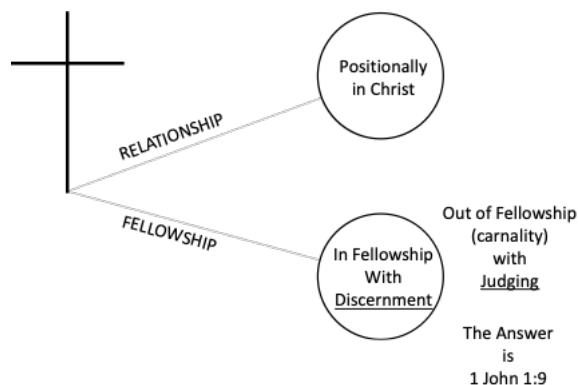 Positionally
in Christ
RELATIONSHIP
FELLOWSHIP
In Fellowship
With
Discernment
Out of Fellowship
(carnality)
with
Judging
The Answer
is
1 John 1:9